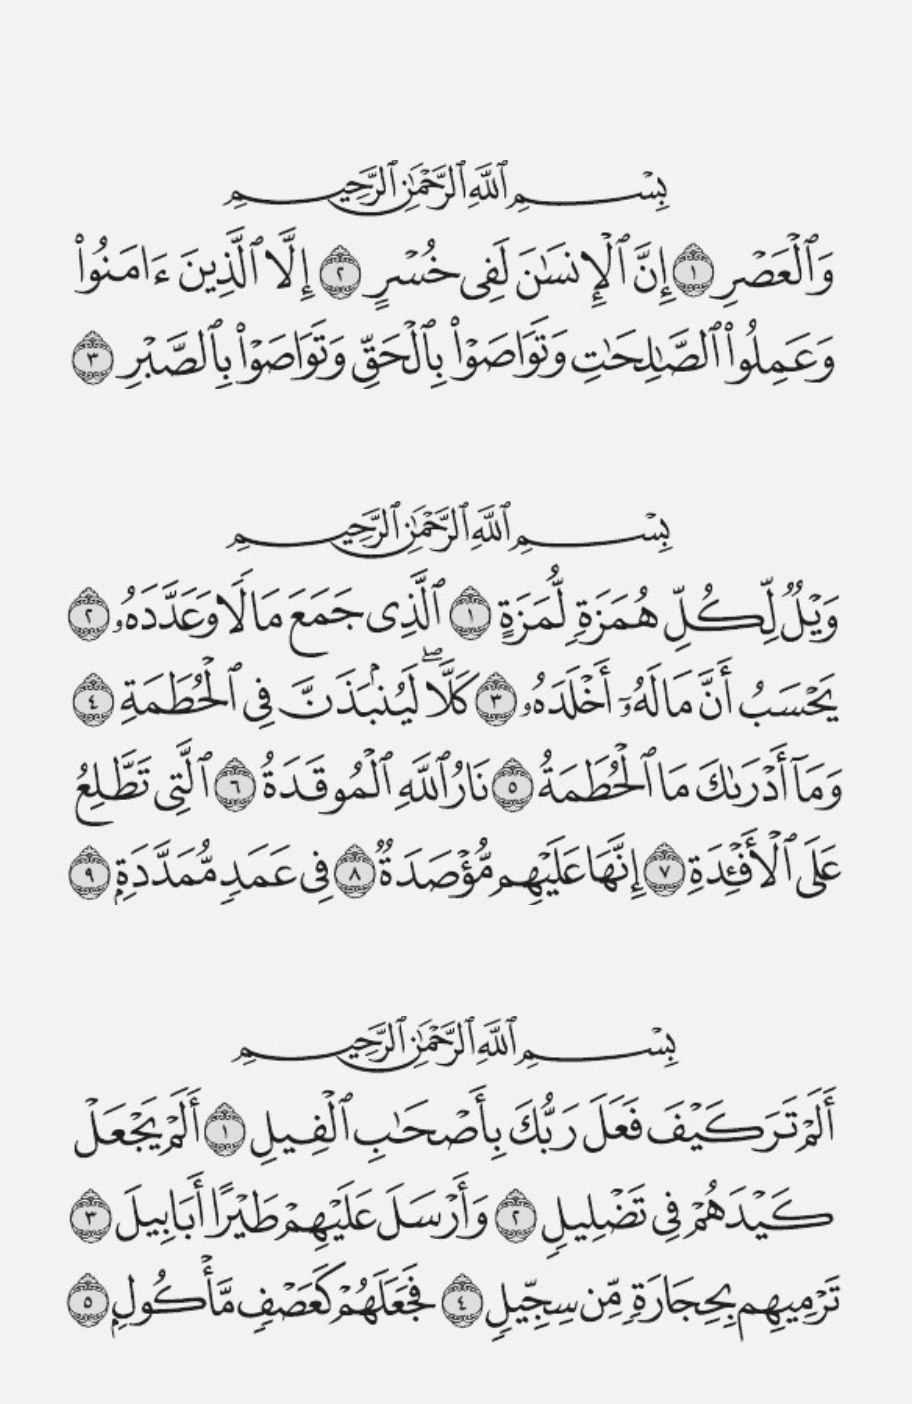 بِسْمِ ٱللَّهِ ٱلرَّحْمَٰنِ ٱلرَّحِيمِ
وَٱلْعَصْرِ ١ إِنَّ ٱلْإِنسَٰنَ لَفِى خُسْرٍ ٢ إِلَّا ٱلَّذِينَ ءَامَنُوا۟
وَعَمِلُوا۟ ٱلصَّٰلِحَٰتِ وَتَوَاصَوْا۟ بِٱلْحَقِّ وَتَوَاصَوْا۟ بِٱلصَّبْرِ ٣
بِسْمِ ٱللَّهِ ٱلرَّحْمَٰنِ ٱلرَّحِيمِ
وَيْلٌ لِّكُلِّ هُمَزَةٍ لُّمَزَةٍ ١ ٱلَّذِى جَمَعَ مَالًا وَعَدَّدَهُۥ ٢
يَحْسَبُ أَنَّ مَالَهُۥٓ أَخْلَدَهُۥ ٣ كَلَّا ۖ لَيُنۢبَذَنَّ فِى ٱلْحُطَمَةِ ٤
وَمَآ أَدْرَىٰكَ مَا ٱلْحُطَمَةُ ٥ نَارُ ٱللَّهِ ٱلْمُوقَدَةُ ٦ ٱلَّتِى تَطَّلِعُ
عَلَى ٱلْأَفْـِٔدَةِ ٧ إِنَّهَا عَلَيْهِم مُّؤْصَدَةٌ ٨ فِى عَمَدٍ مُّمَدَّدَةٍۭ ٩
بِسْمِ ٱللَّهِ ٱلرَّحْمَٰنِ ٱلرَّحِيمِ
أَلَمْ تَرَ كَيْفَ فَعَلَ رَبُّكَ بِأَصْحَٰبِ ٱلْفِيلِ ١ أَلَمْ يَجْعَلْ
كَيْدَهُمْ فِى تَضْلِيلٍ ٢ وَأَرْسَلَ عَلَيْهِمْ طَيْرًا أَبَابِيلَ ٣
تَرْمِيهِم بِحِجَارَةٍ مِّن سِجِّيلٍ ٤ فَجَعَلَهُمْ كَعَصْفٍ مَّأْكُولٍۭ ٥